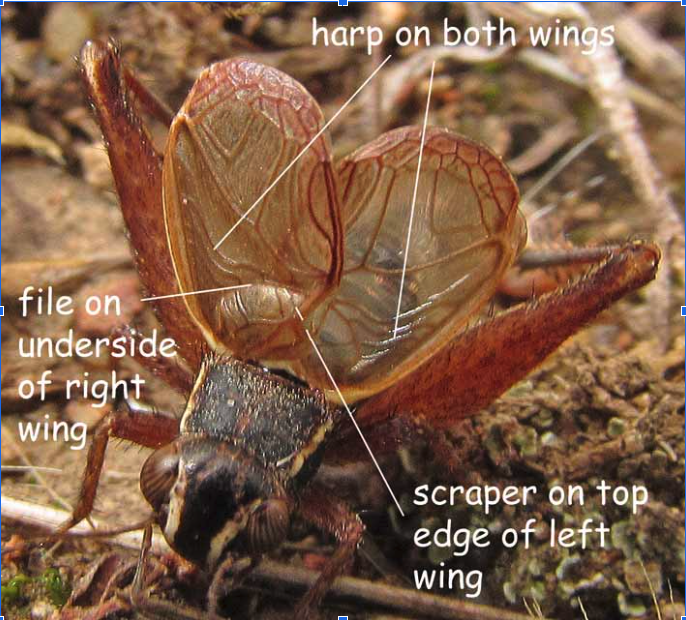 harp on both wings
file on
underside
of right
wing
scraper on top
edge of left
wing